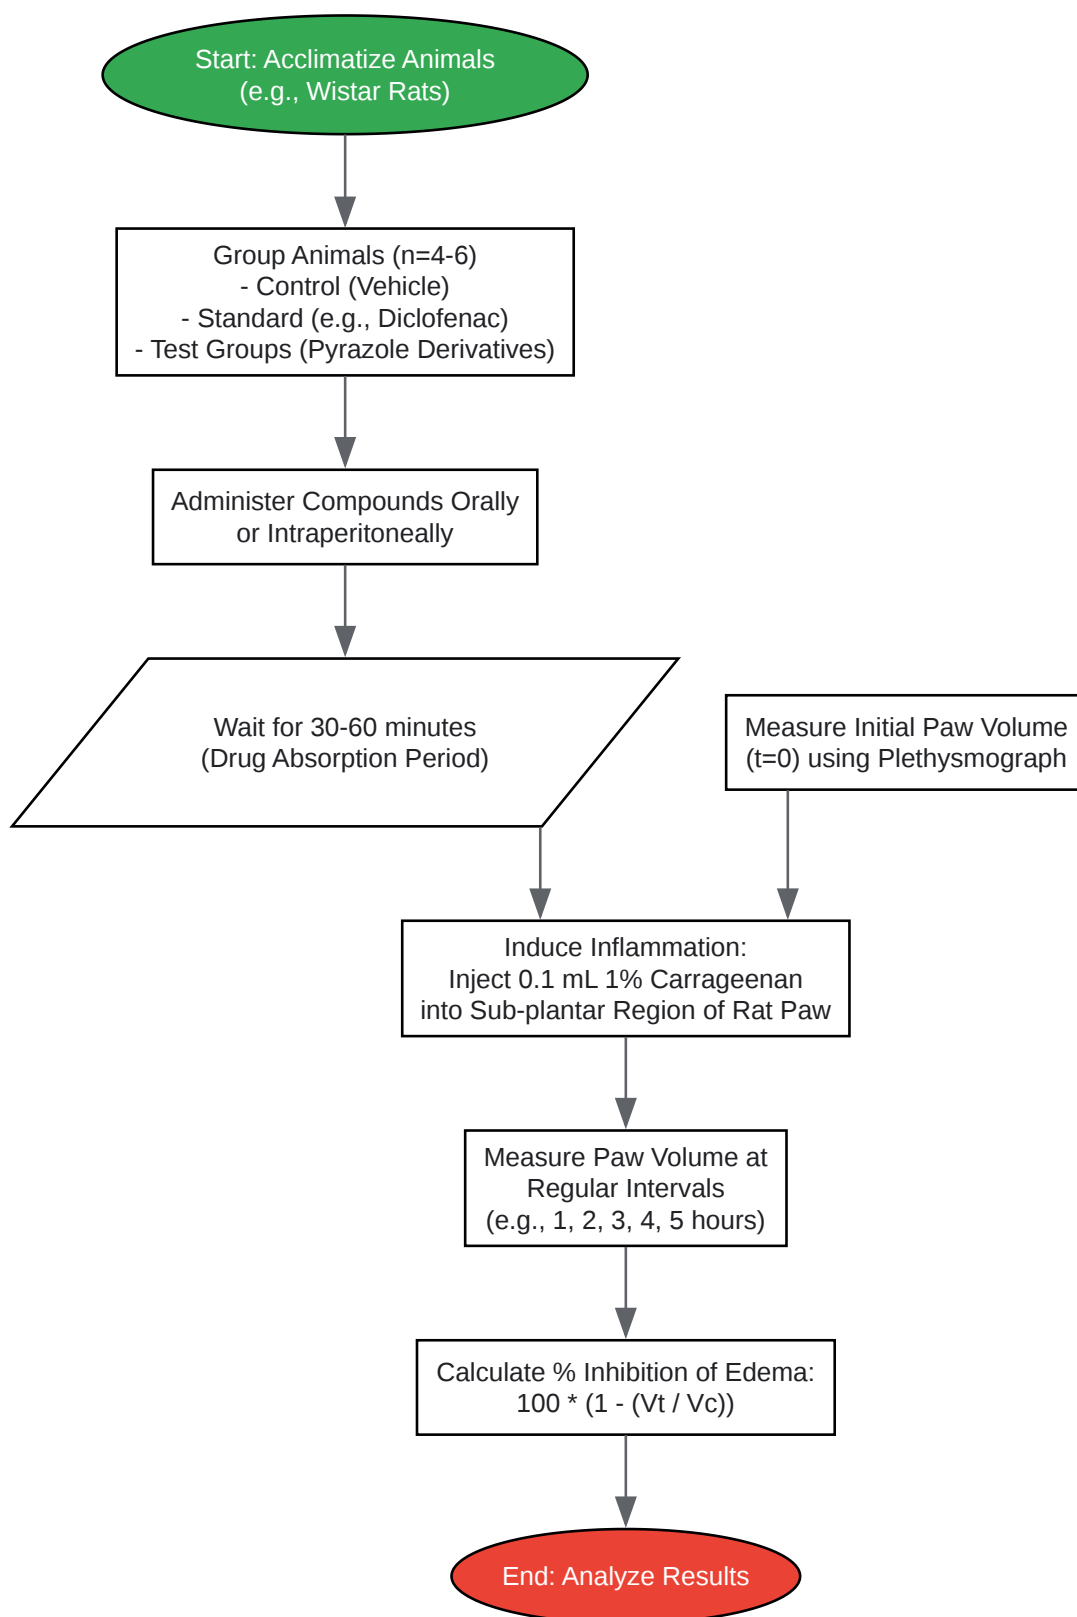 Start: Acclimatize Animals
(e.g., Wistar Rats)
Group Animals (n=4-6)
- Control (Vehicle)
- Standard (e.g., Diclofenac)
- Test Groups (Pyrazole Derivatives)
Administer Compounds Orally
or Intraperitoneally
Wait for 30-60 minutes
(Drug Absorption Period)
Measure Initial Paw Volume
(t=0) using Plethysmograph
Induce Inflammation:
Inject 0.1 mL 1% Carrageenan
into Sub-plantar Region of Rat Paw
Measure Paw Volume at
Regular Intervals
(e.g., 1, 2, 3, 4, 5 hours)
Calculate % Inhibition of Edema:
100 * (1 - (Vt / Vc))
End: Analyze Results